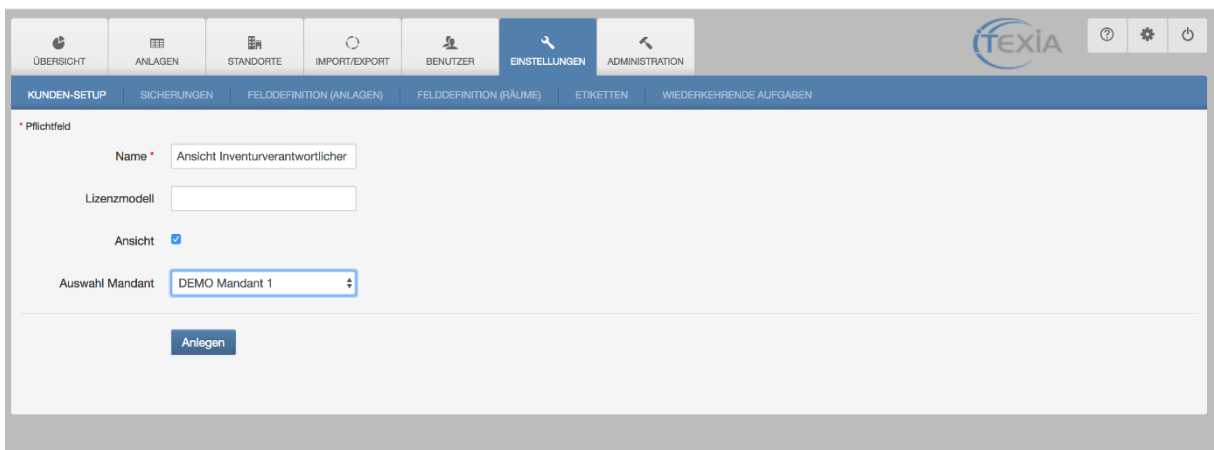 ÜBERSICHT ANLAGEN STANDORTE IMPORT/EXPORT BENUTZER EINSTELLUNGEN ADMINISTRATION iTEXIA
KUNDEN-SETUP SICHERUNGEN FELDDEFINITION (ANLAGEN) FELDDEFINITION (RÄUME) ETIKETTEN WIEDERKEHRENDE AUFGABEN
* Pflichtfeld
Name * Ansicht Inventurverantwortlicher
Lizenzmodell
Ansicht
Auswahl Mandant DEMO Mandant 1
Anlegen